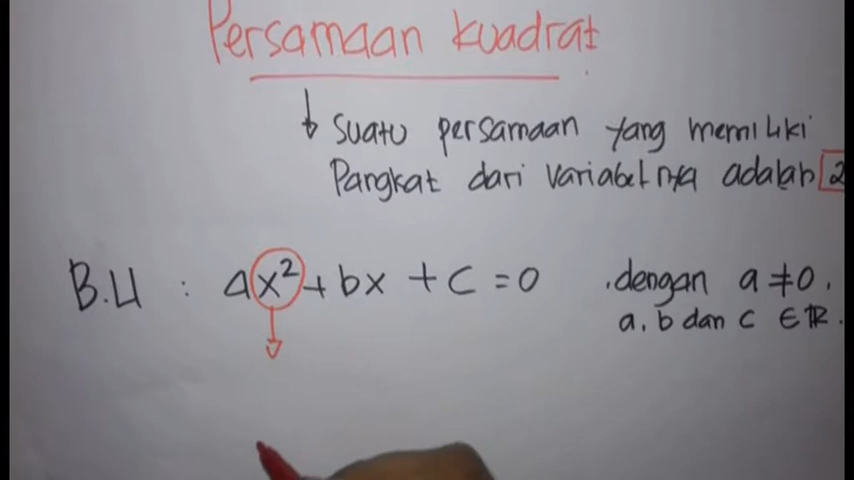 Persamaan kuadrat
↓ Suatu persamaan yang memiliki
Pangkat dari variabelnya adalah 2
B.U : ax²+bx+c=0 .dengan a≠0.
a, b dan c ∈ ℝ.